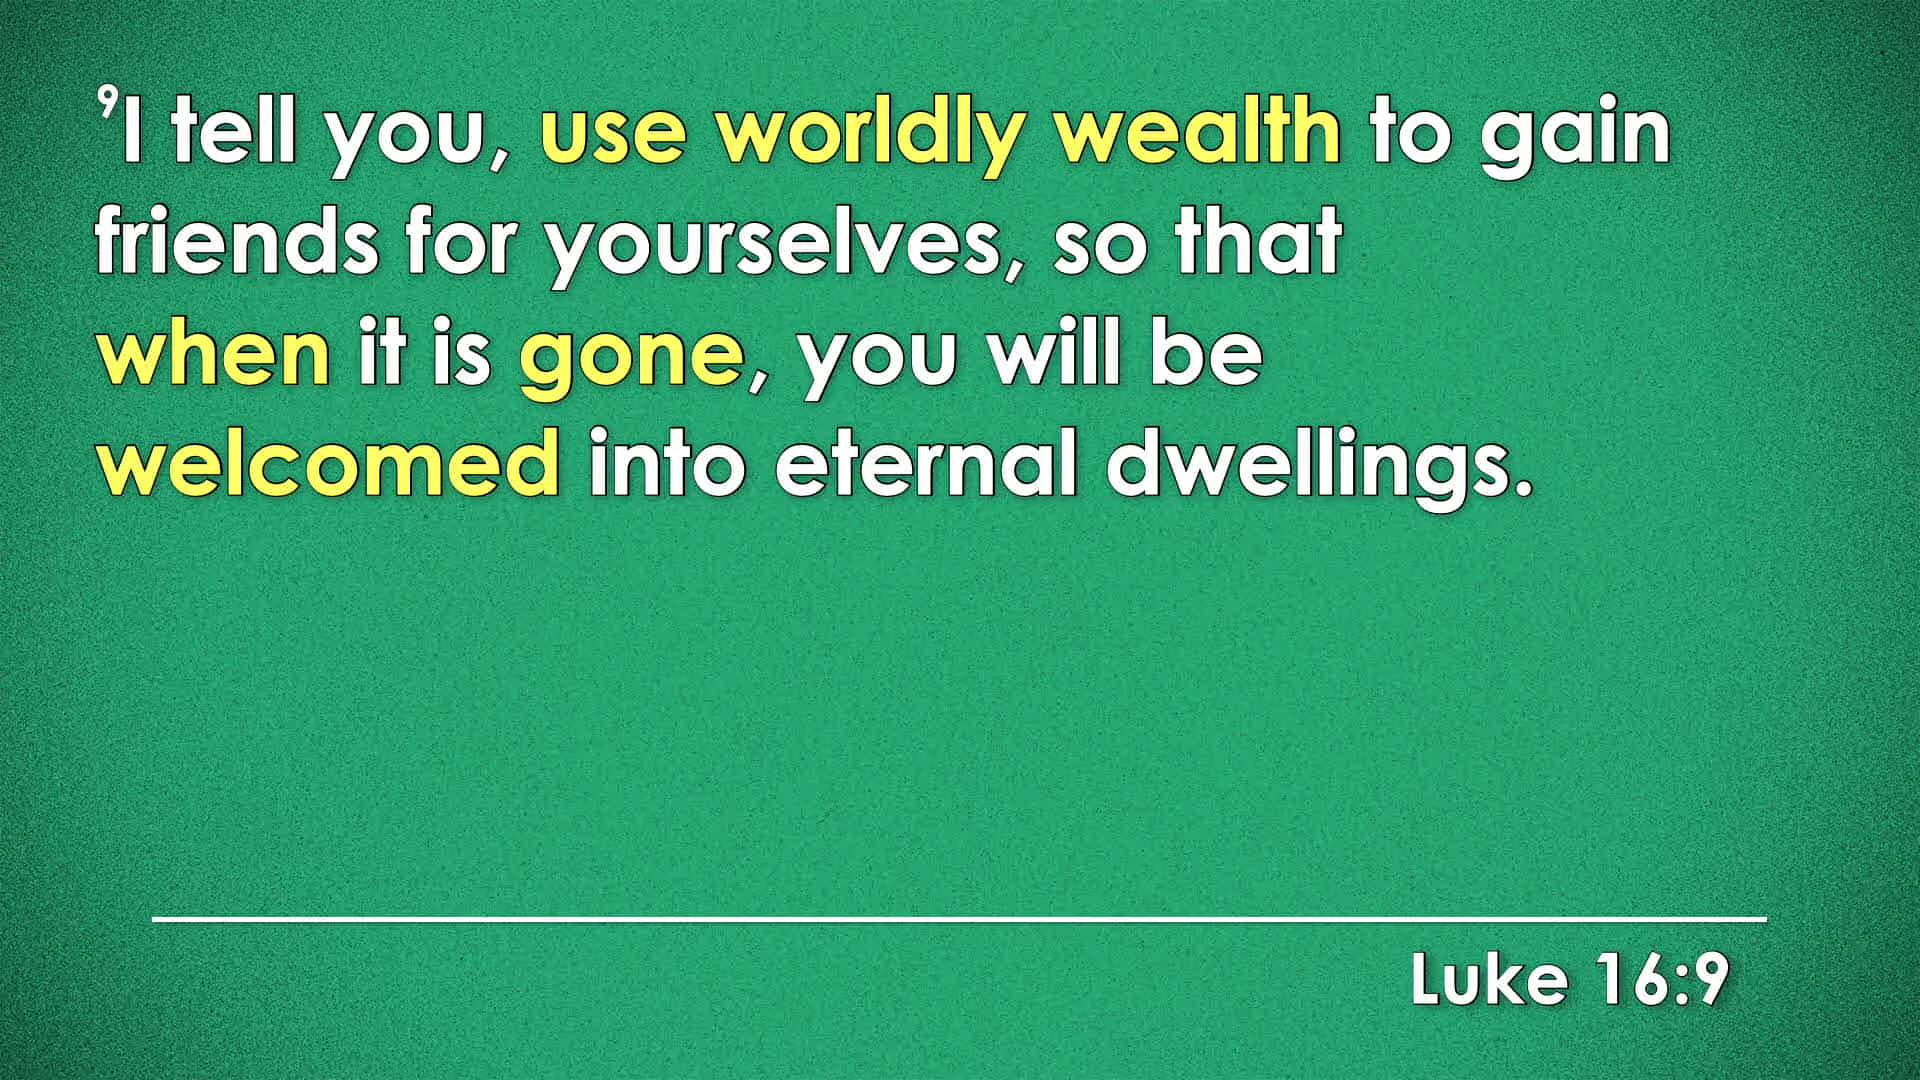 ⁹I tell you, use worldly wealth to gain
friends for yourselves, so that
when it is gone, you will be
welcomed into eternal dwellings.
Luke 16:9